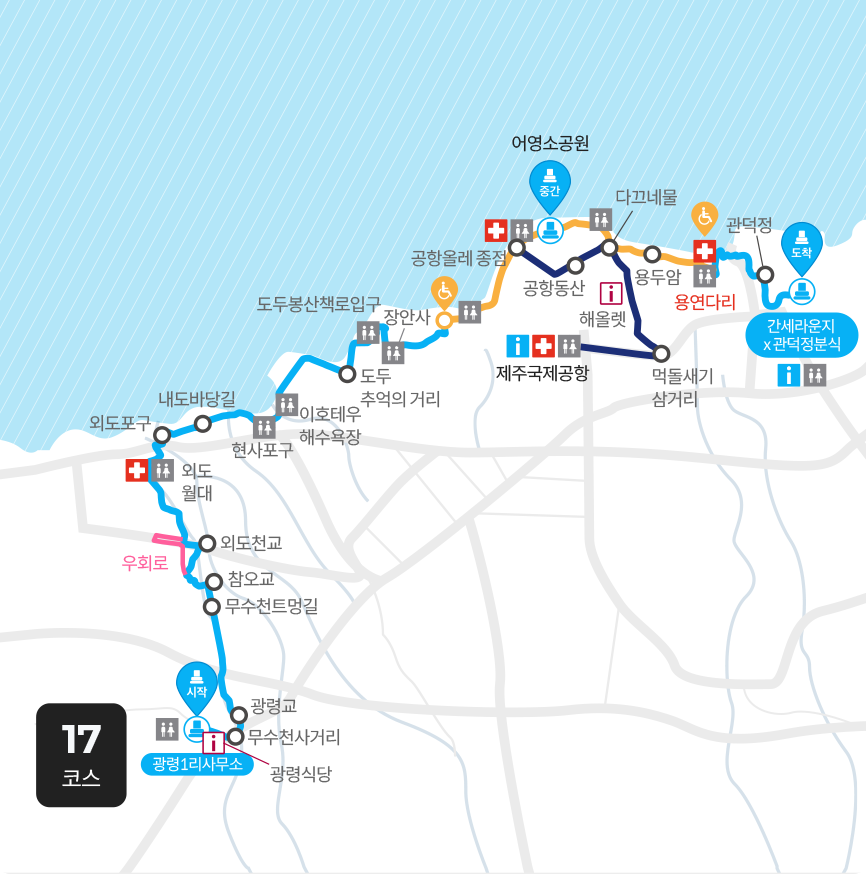 어영소공원
중간
다끄네물
관덕정
도착
공항올레 종점
공항동산
용두암
용연다리
해올렛
간세라운지
x 관덕정분식
도두봉산책로입구
장안사
제주국제공항
먹돌새기
삼거리
도두
추억의 거리
내도바당길
외도포구
이호테우
해수욕장
현사포구
외도
월대
외도천교
우회로
참오교
무수천트멍길
시작
광령교
무수천사거리
광령1리사무소
광령식당
17
코스